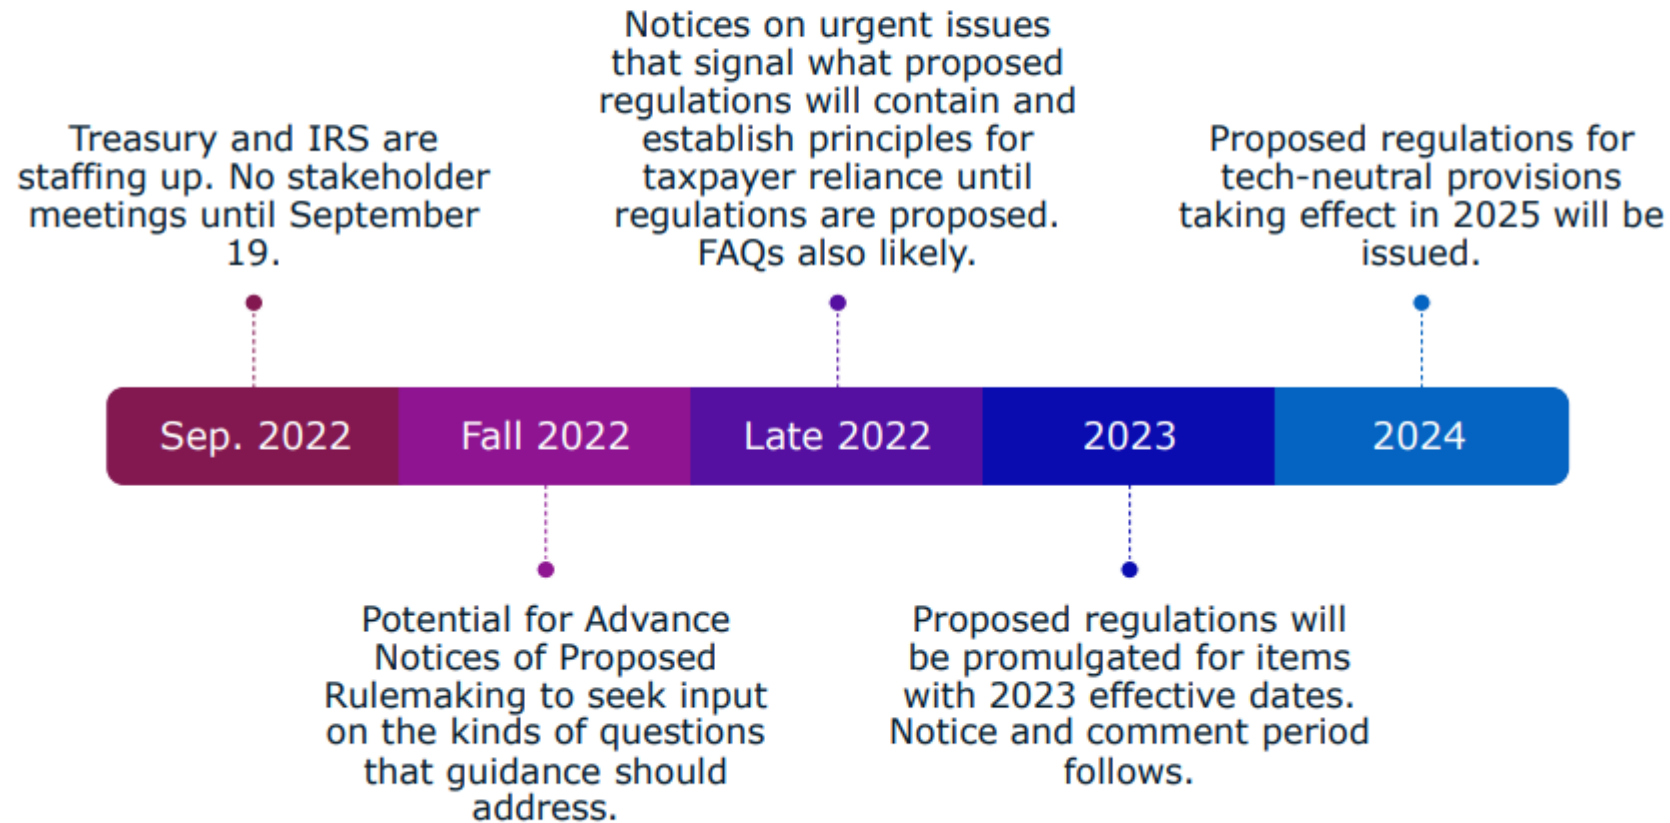 Treasury and IRS are
staffing up. No stakeholder
meetings until September
19.
Notices on urgent issues
that signal what proposed
regulations will contain and
establish principles for
taxpayer reliance until
regulations are proposed.
FAQs also likely.
Proposed regulations for
tech-neutral provisions
taking effect in 2025 will be
issued.
Sep. 2022
Fall 2022
Late 2022
2023
2024
Potential for Advance
Notices of Proposed
Rulemaking to seek input
on the kinds of questions
that guidance should
address.
Proposed regulations will
be promulgated for items
with 2023 effective dates.
Notice and comment period
follows.